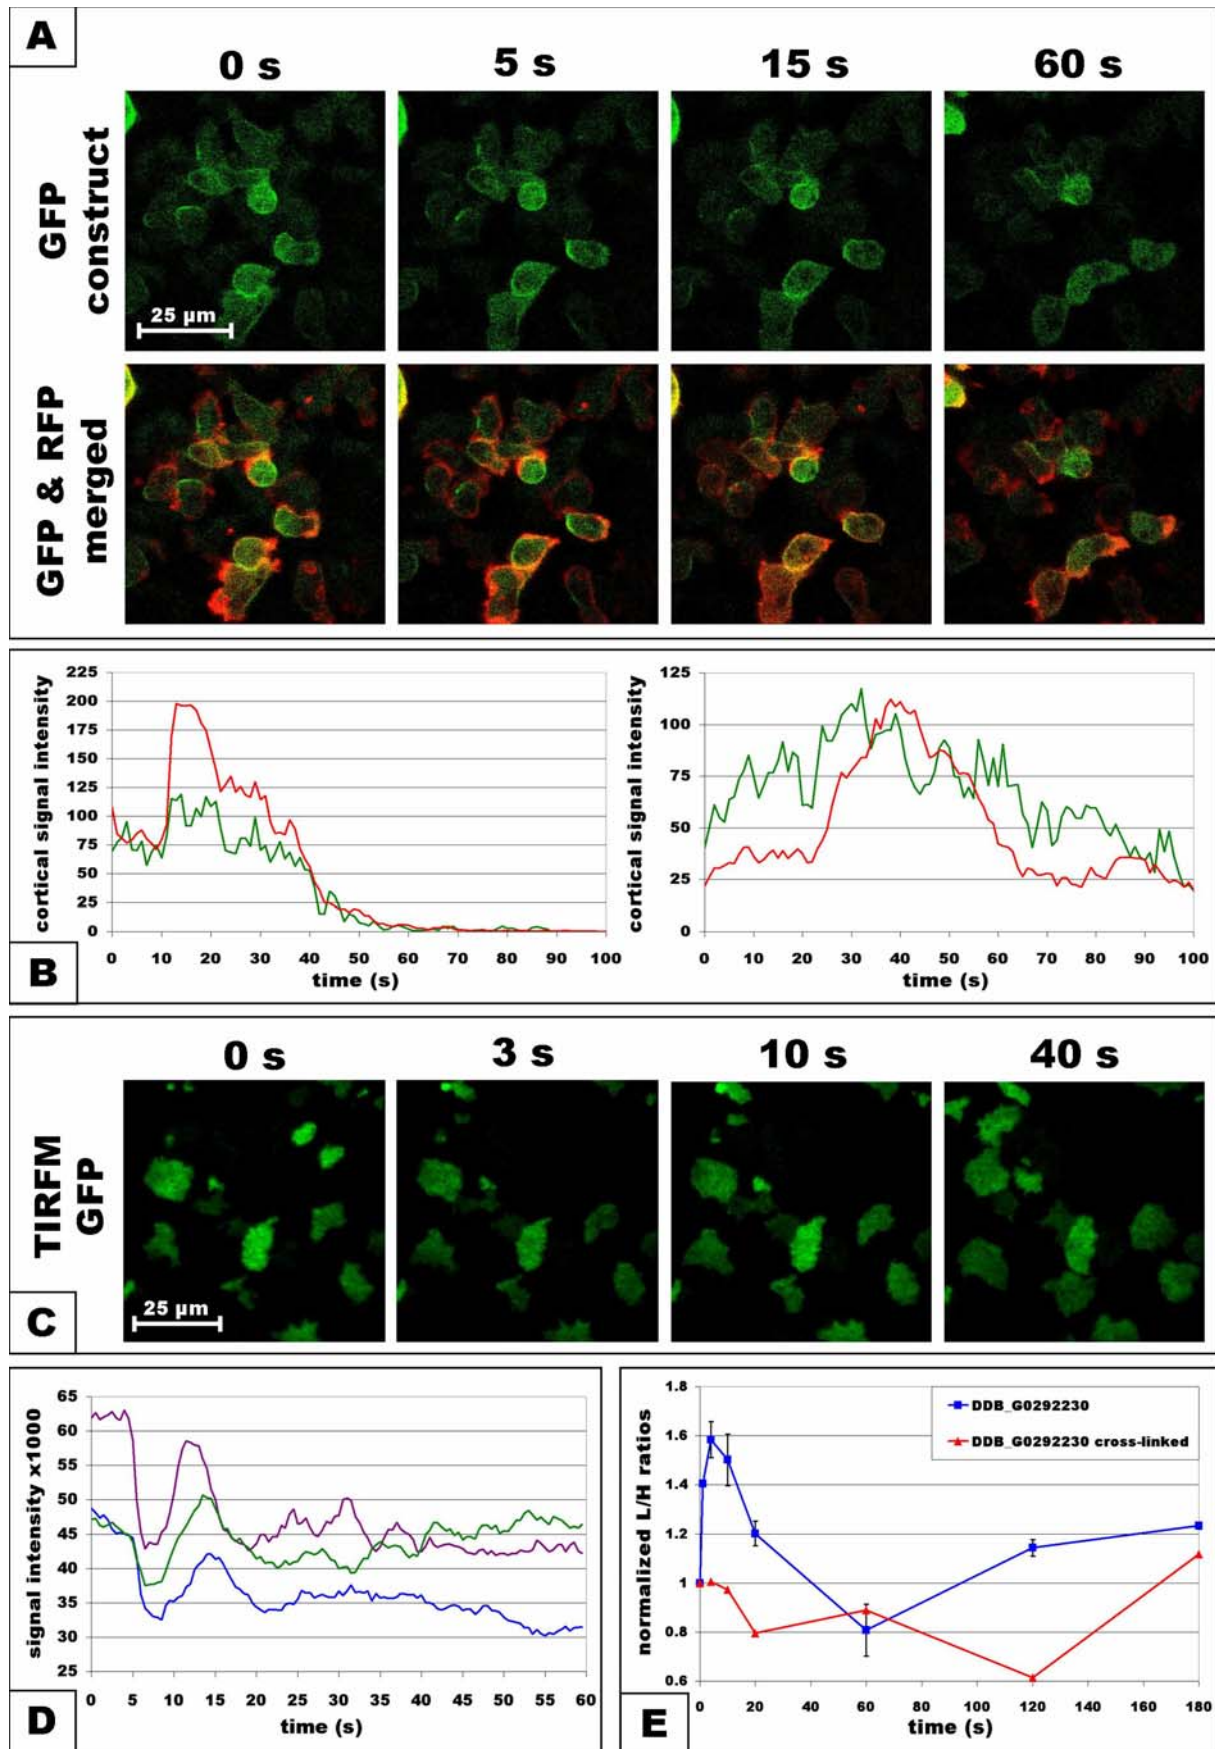 A
0 s 5 s 15 s 60 s
GFP
construct
25 µm
GFP & RFP
merged
B
cortical signal intensity
225
200
175
150
125
100
75
50
25
0
0 10 20 30 40 50 60 70 80 90 100
time (s)
cortical signal intensity
125
100
75
50
25
0
0 10 20 30 40 50 60 70 80 90 100
time (s)
0 s 3 s 10 s 40 s
TIRFM
GFP
25 µm
C
signal intensity x1000
65
60
55
50
45
40
35
30
25
0 5 10 15 20 25 30 35 40 45 50 55 60
time (s)
D
normalized L/H ratios
1.8
1.6
1.4
1.2
1
0.8
0.6
DDB_G0292230
DDB_G0292230 cross-linked
0 20 40 60 80 100 120 140 160 180
time (s)
E